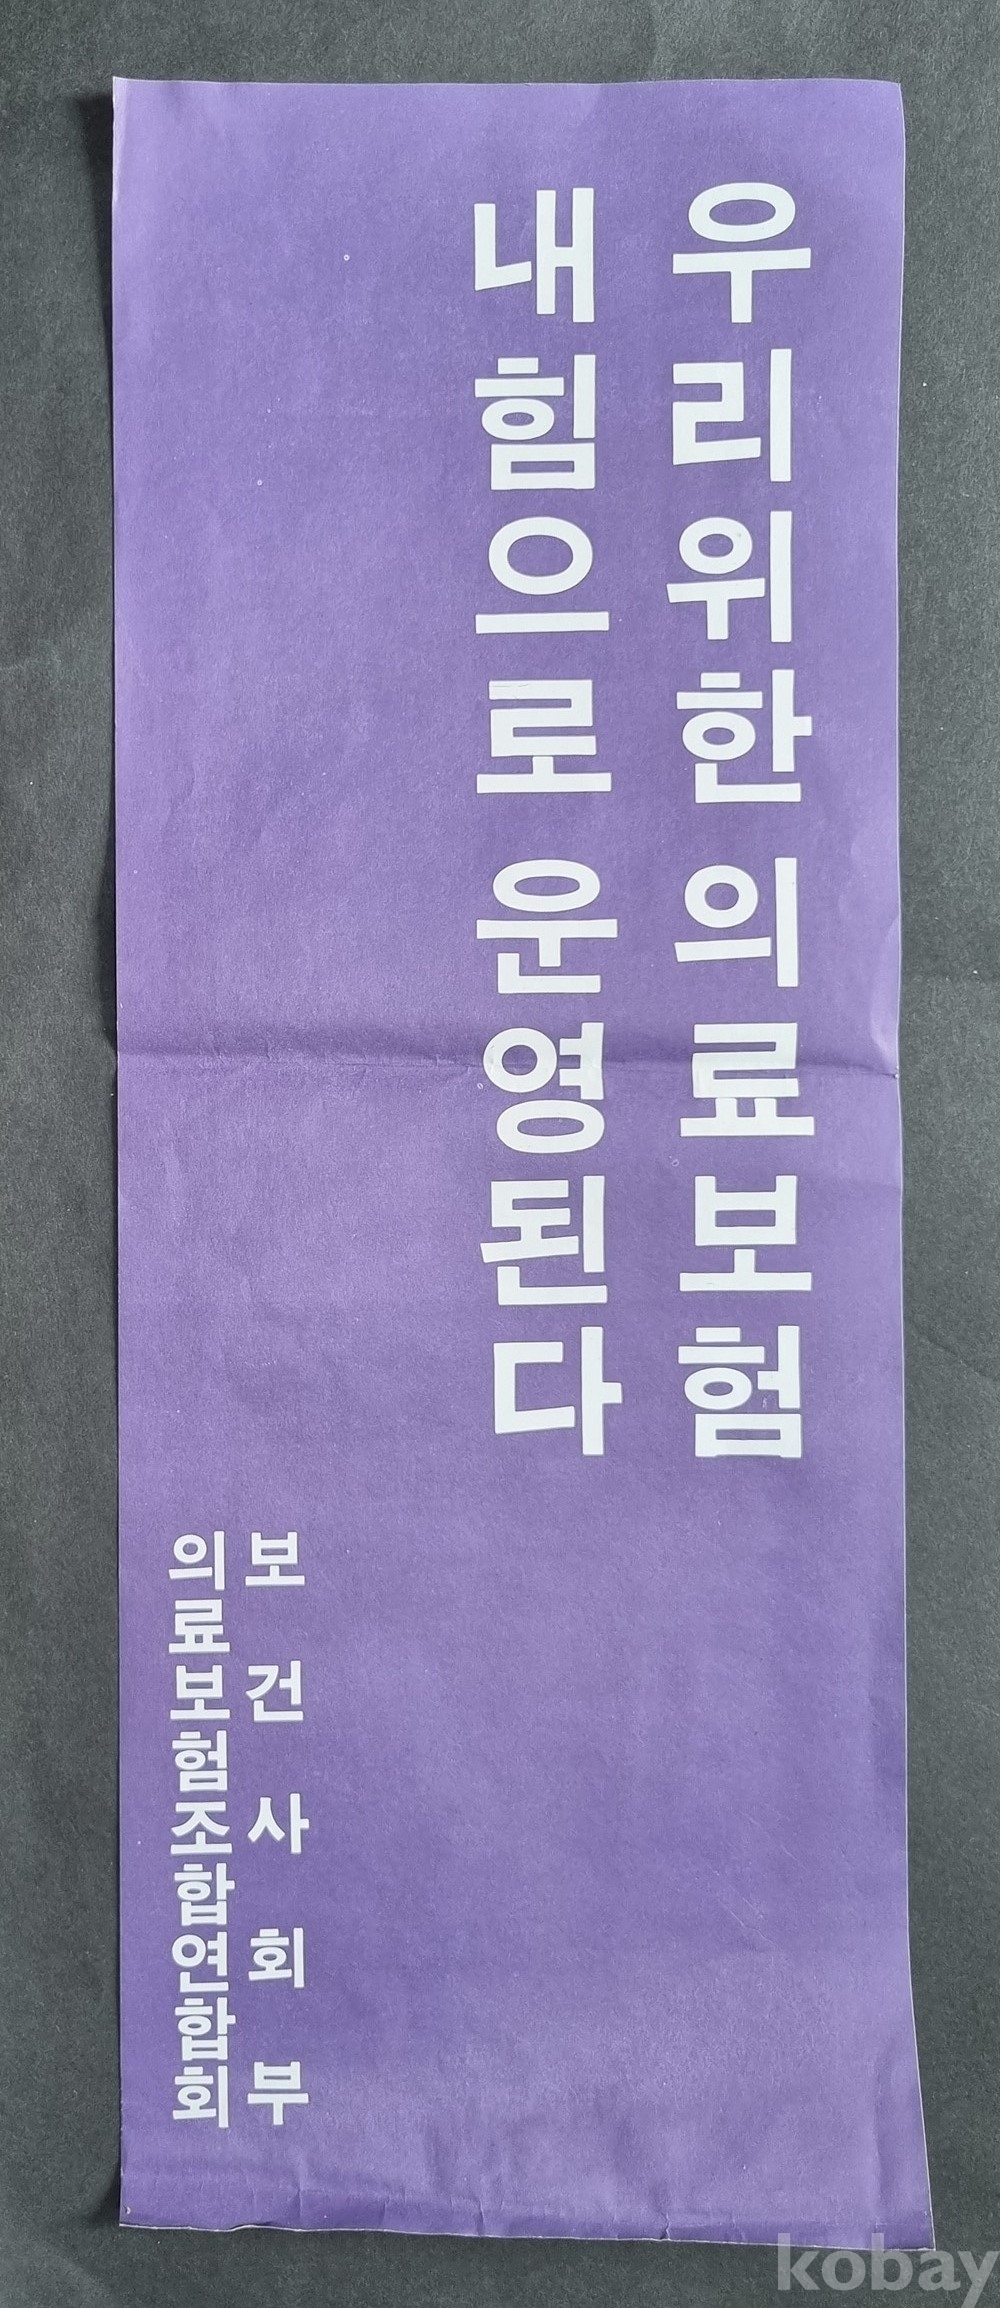 우리위한 의료보험
내 힘으로 운영된다
보건사회부
의료보험조합연합회
kobay